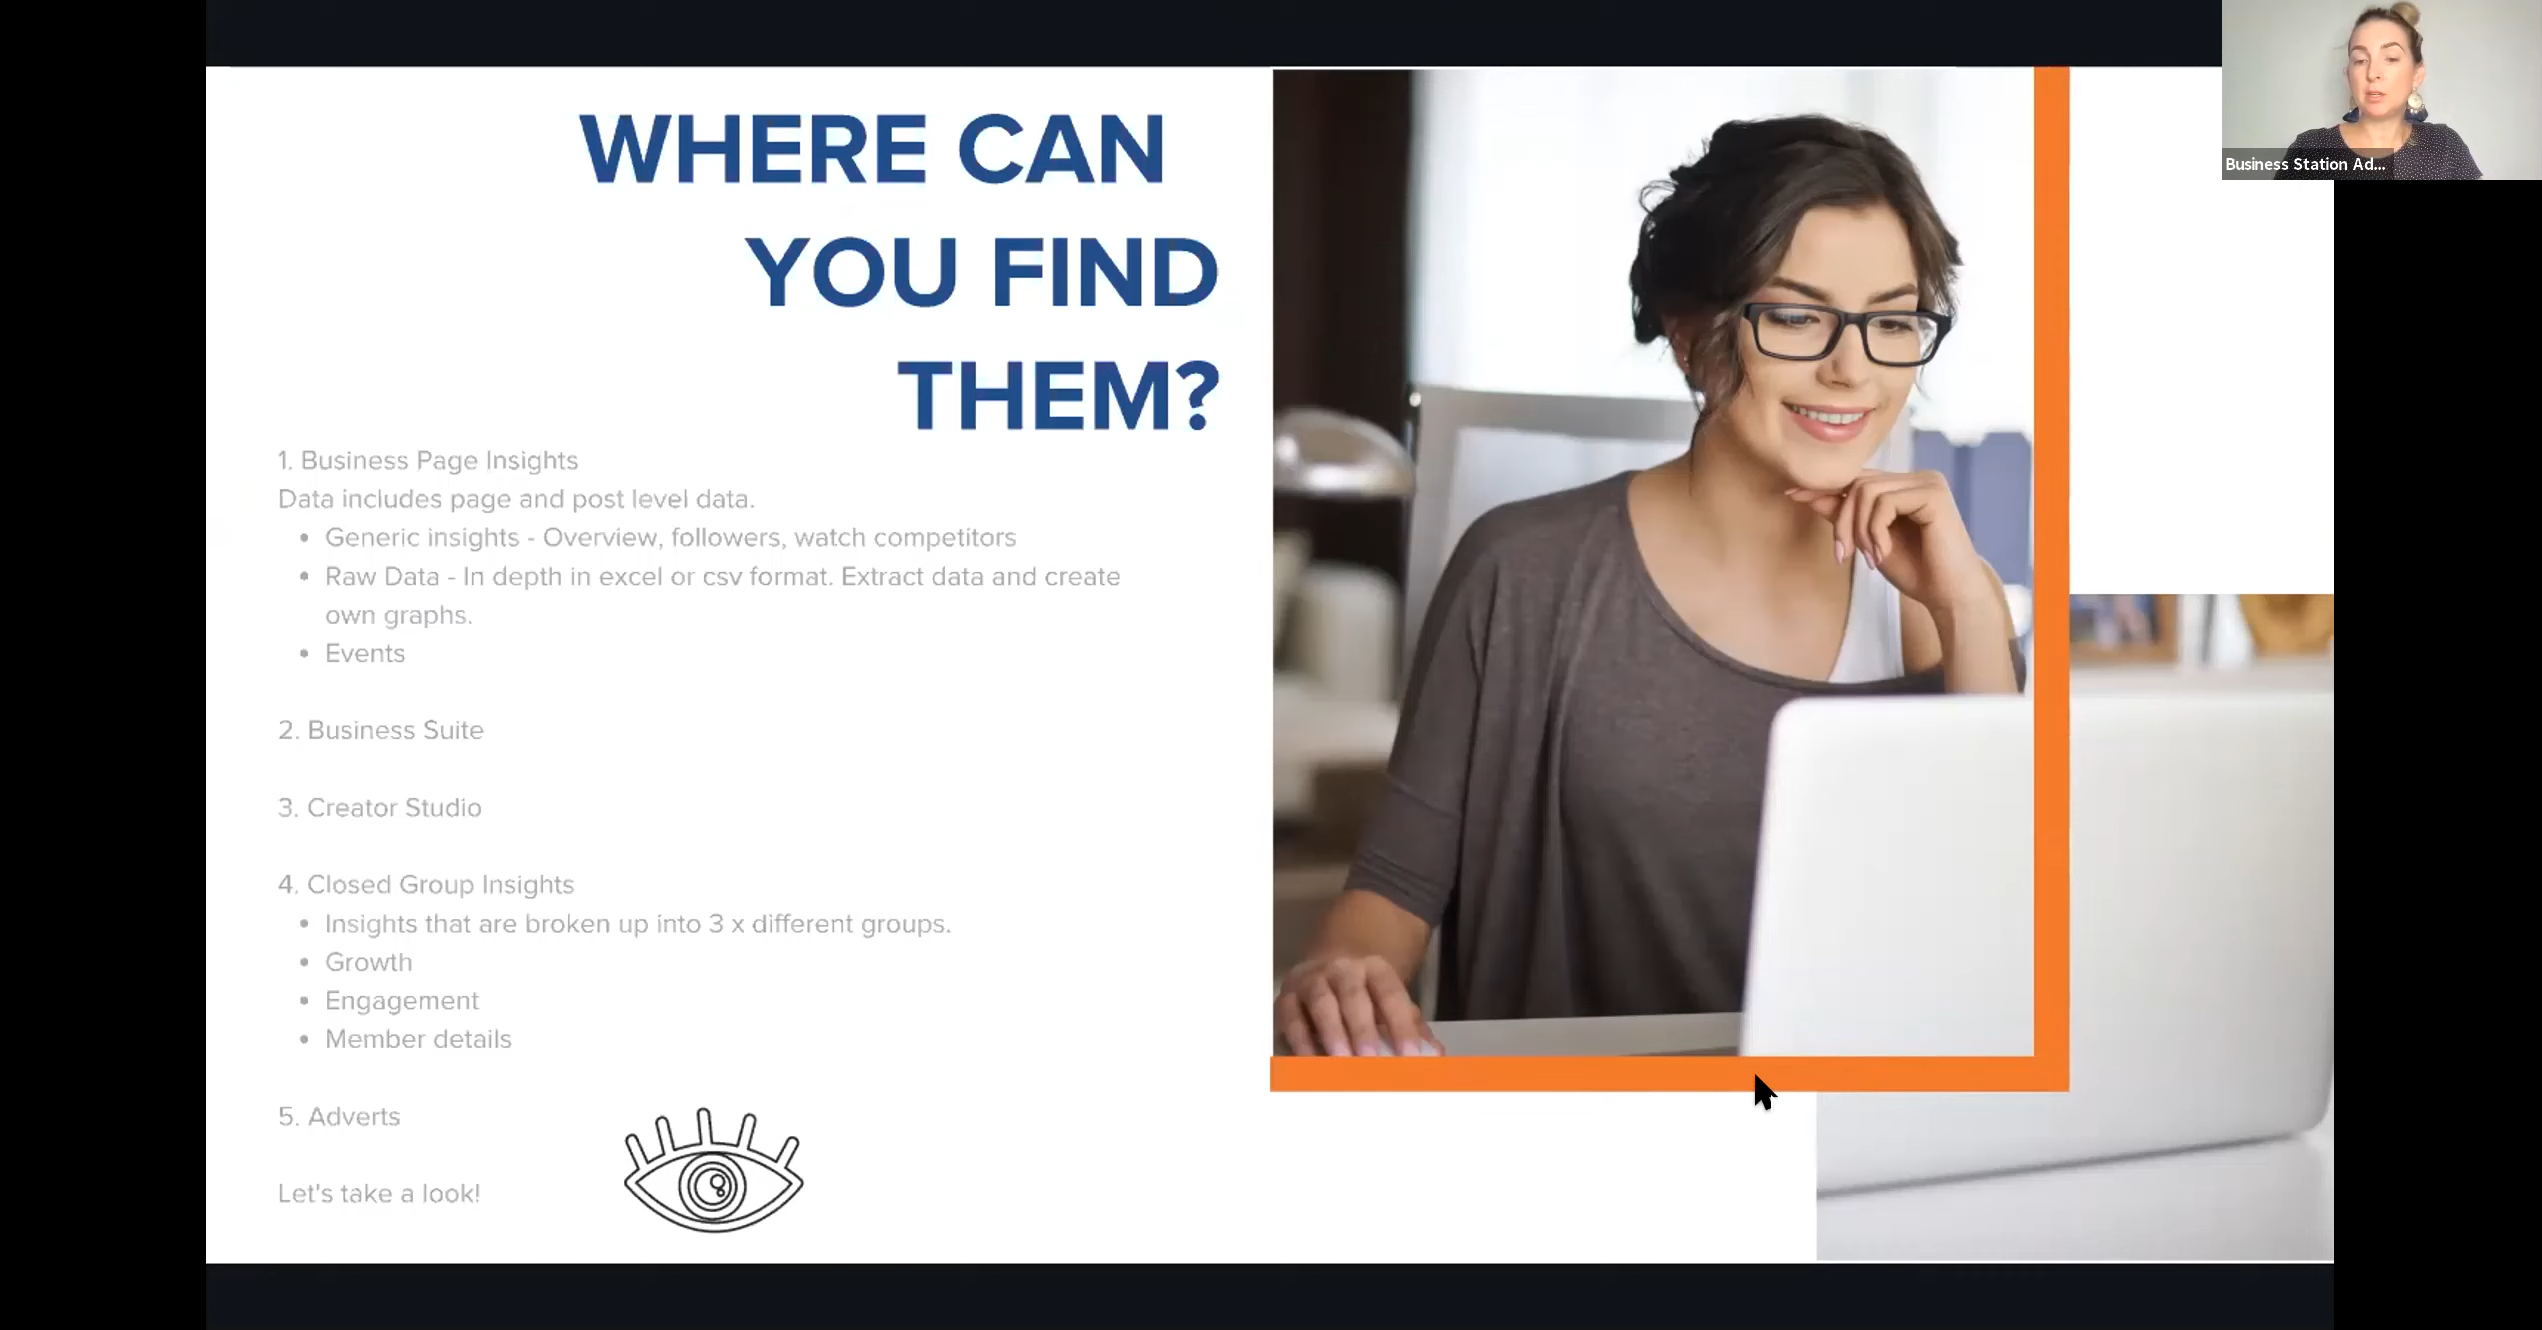 WHERE CAN
YOU FIND
THEM?
1. Business Page Insights
Data includes page and post level data.
• Generic insights - Overview, followers, watch competitors
• Raw Data - In depth in excel or csv format. Extract data and create
own graphs.
• Events
2. Business Suite
3. Creator Studio
4. Closed Group Insights
• Insights that are broken up into 3 x different groups.
• Growth
• Engagement
• Member details
5. Adverts
Let's take a look!
Business Station Ad...